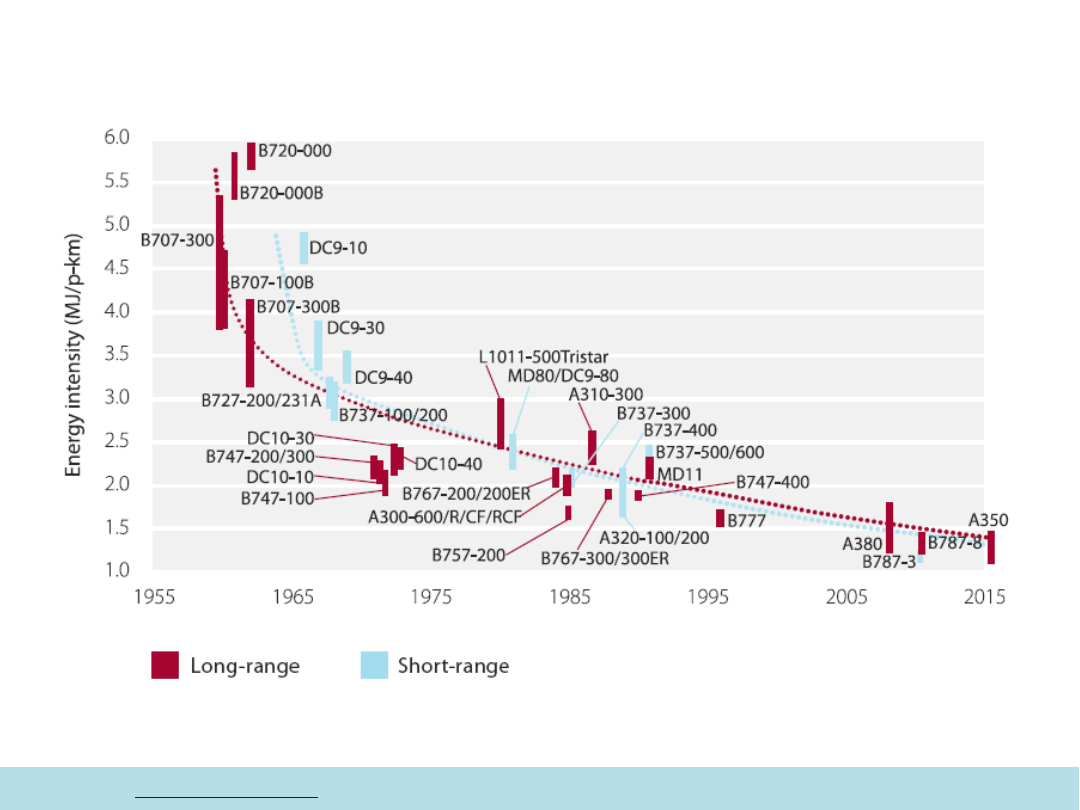 6.0
B720-000
5.5
B720-000B
5.0
B707-300
DC9-10
4.5
B707-100B
4.0
B707-300B
DC9-30
3.5
L1011-500Tristar
MD80/DC9-80
DC9-40
A310-300
3.0
B727-200/231A
B737-100/200
B737-300
B737-400
2.5
DC10-30
B737-500/600
B747-200/300
DC10-40
MD11
DC10-10
2.0
B767-200/200ER
B747-400
B747-100
A300-600/R/CF/RCF
B777
A350
1.5
A320-100/200
A380
B787-8
B757-200
B767-300/300ER
B787-3
1.0
Energy intensity (MJ/p-km)
1955 1965 1975 1985 1995 2005 2015
Long-range Short-range